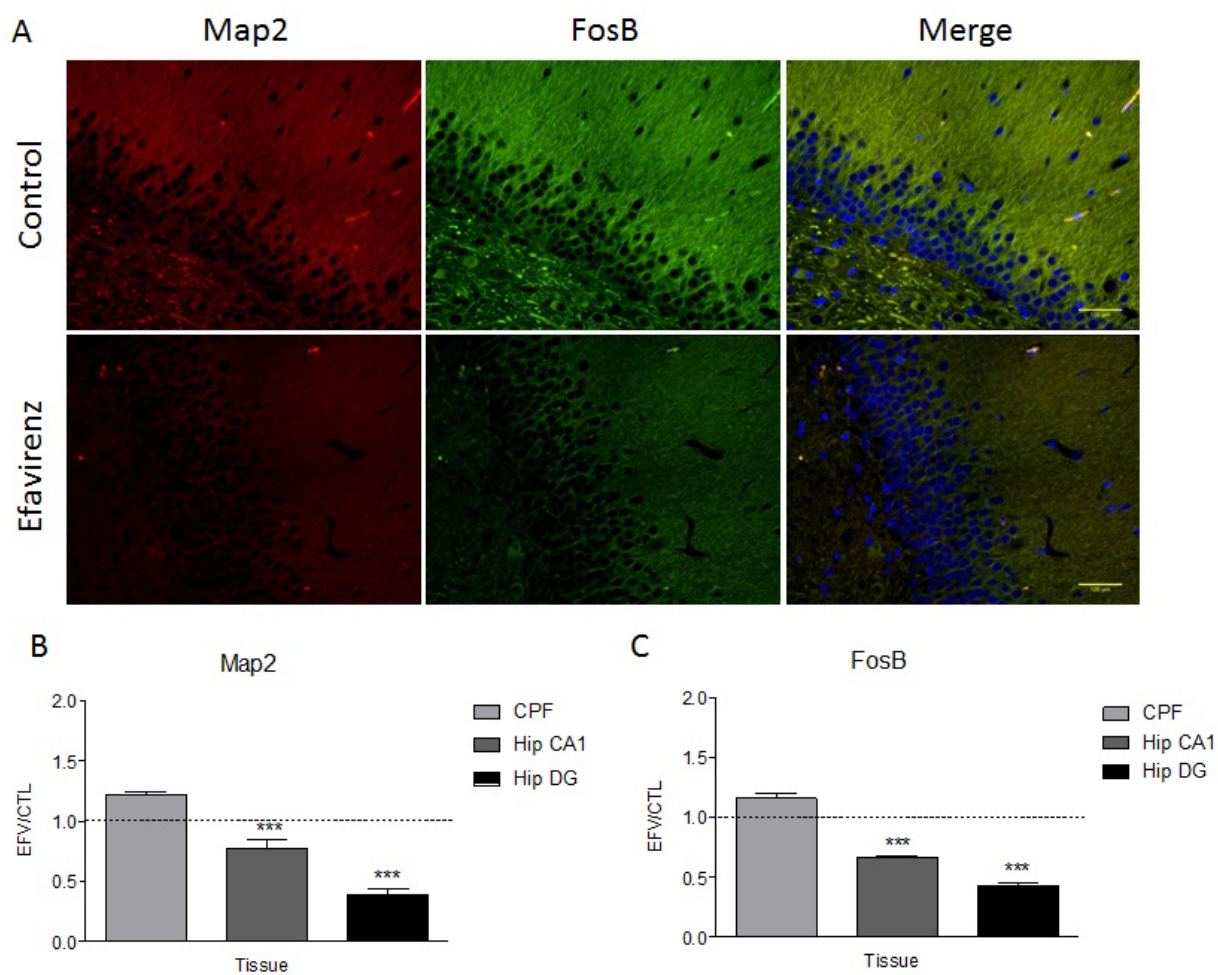 A
Map2
FosB
Merge
Control
Efavirenz
B
Map2
2.0
1.5
1.0
0.5
0.0
EFV/CTL
***
***
Tissue
CPF
Hip CA1
Hip DG
C
FosB
2.0
1.5
1.0
0.5
0.0
EFV/CTL
***
***
Tissue
CPF
Hip CA1
Hip DG